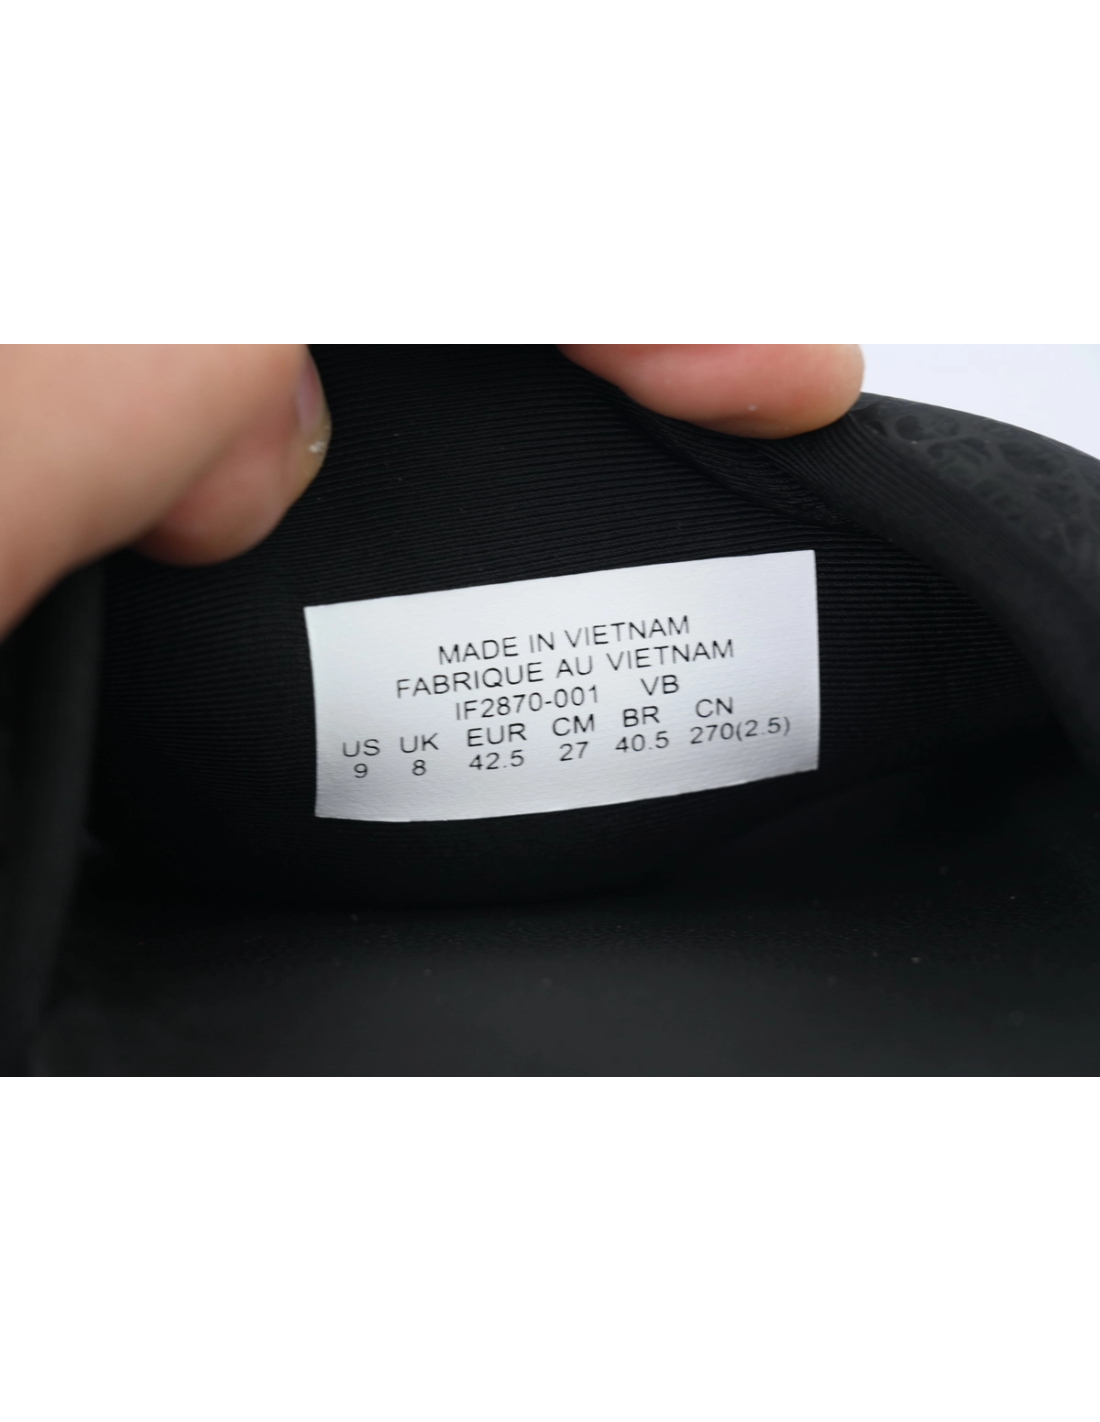 MADE IN VIETNAM
FABRIQUE AU VIETNAM
IF2870-001 VB
US UK EUR CM BR CN
9 8 42.5 27 40.5 270(2.5)